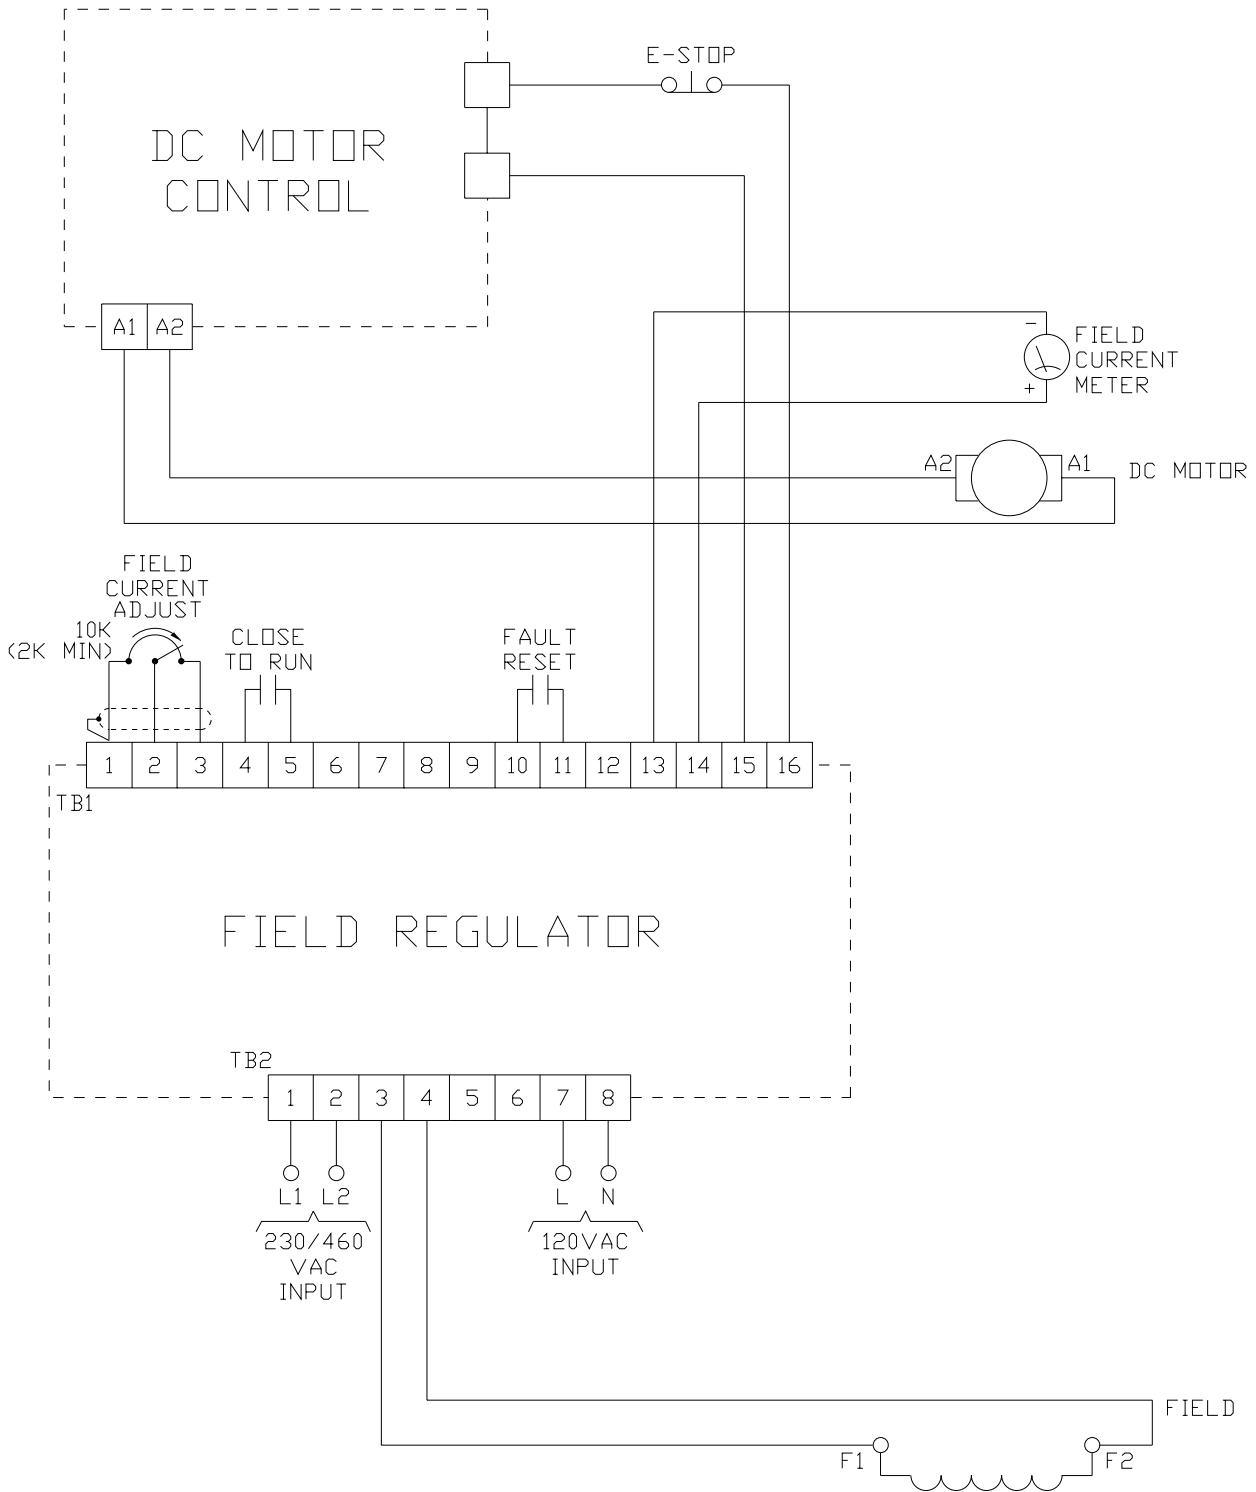 E-STOP
DC MOTOR
CONTROL
A1 A2
-
FIELD
CURRENT
METER
+
A2 A1 DC MOTOR
FIELD
CURRENT
ADJUST
10K
(2K MIN)
CLOSE
TO RUN
FAULT
RESET
1 2 3 4 5 6 7 8 9 10 11 12 13 14 15 16
TB1
FIELD REGULATOR
TB2
1 2 3 4 5 6 7 8
L1 L2 L N
230/460
VAC
INPUT
120VAC
INPUT
FIELD
F1 F2